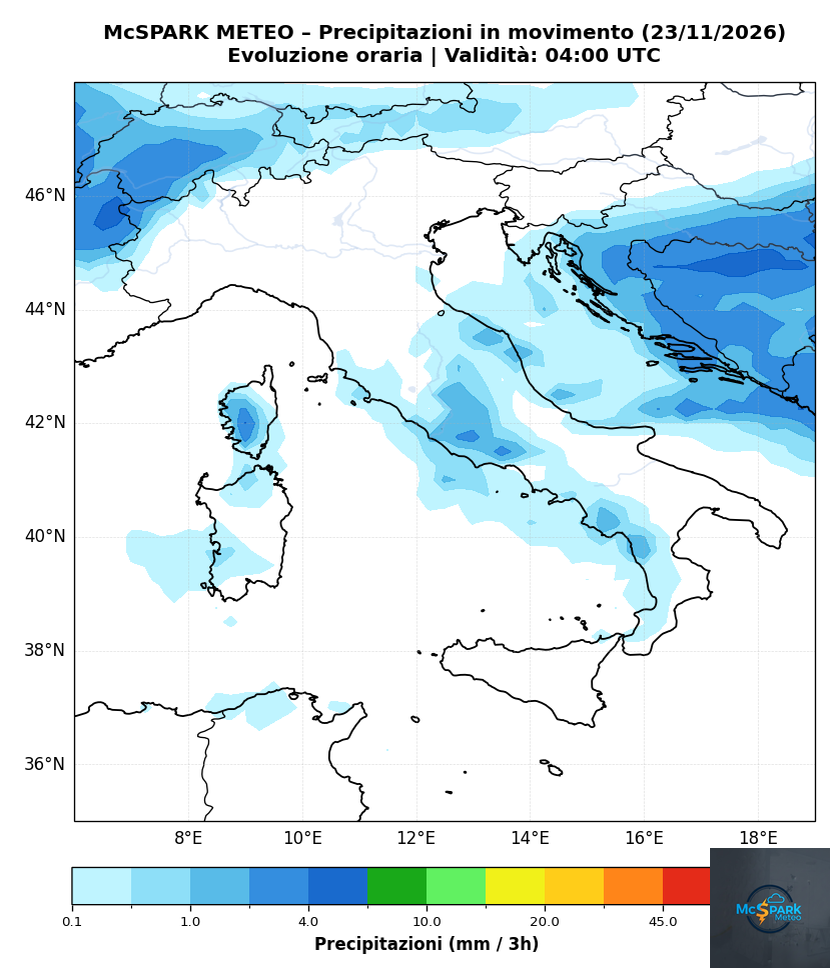 McSPARK METEO – Precipitazioni in movimento (23/11/2026)
Evoluzione oraria | Validità: 04:00 UTC
46°N
44°N
42°N
40°N
38°N
36°N
8°E 10°E 12°E 14°E 16°E 18°E
0.1 1.0 4.0 10.0 20.0 45.0
Precipitazioni (mm / 3h)
McSPARK
Meteo